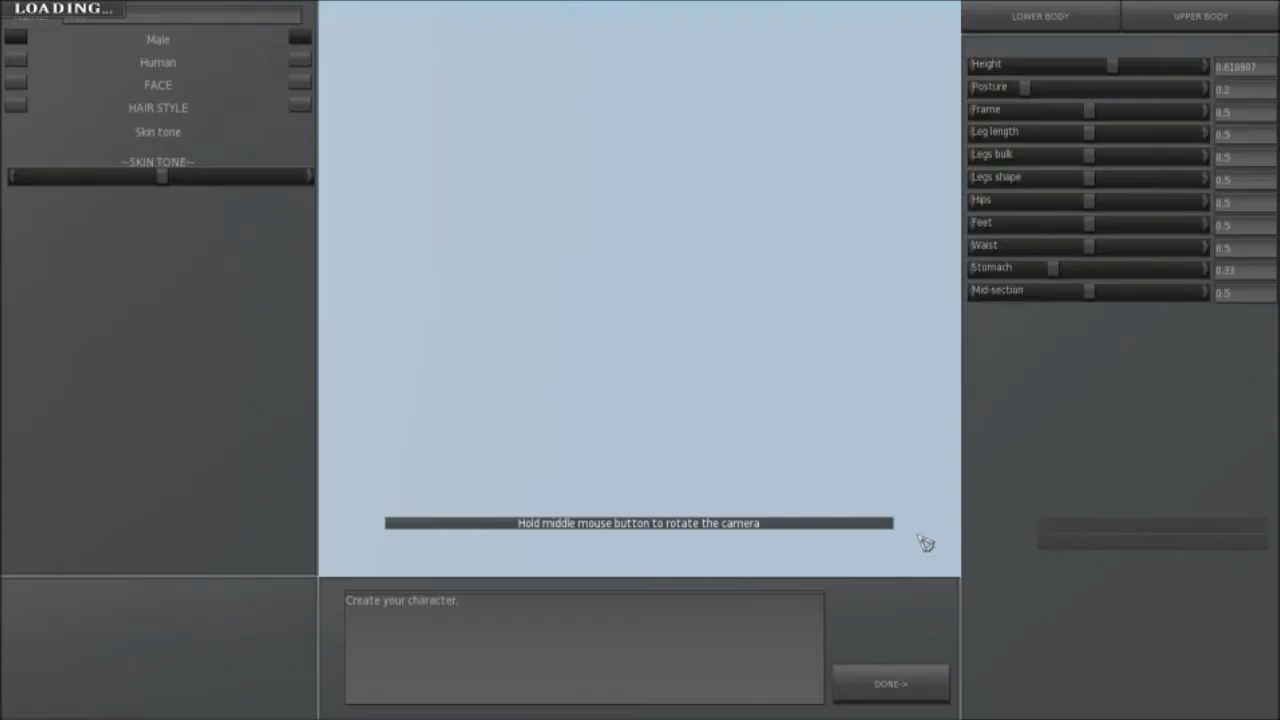 LOADING...
Male
Human
FACE
HAIR STYLE
Skin tone
--SKIN TONE--
Hold middle mouse button to rotate the camera
Create your character.
DONE->
LOWER BODY
UPPER BODY
Height 0.610907
Posture 0.2
Frame 0.5
Leg length 0.5
Legs bulk 0.5
Legs shape 0.5
Hips 0.5
Feet 0.5
Waist 0.5
Stomach 0.33
Mid-section 0.5